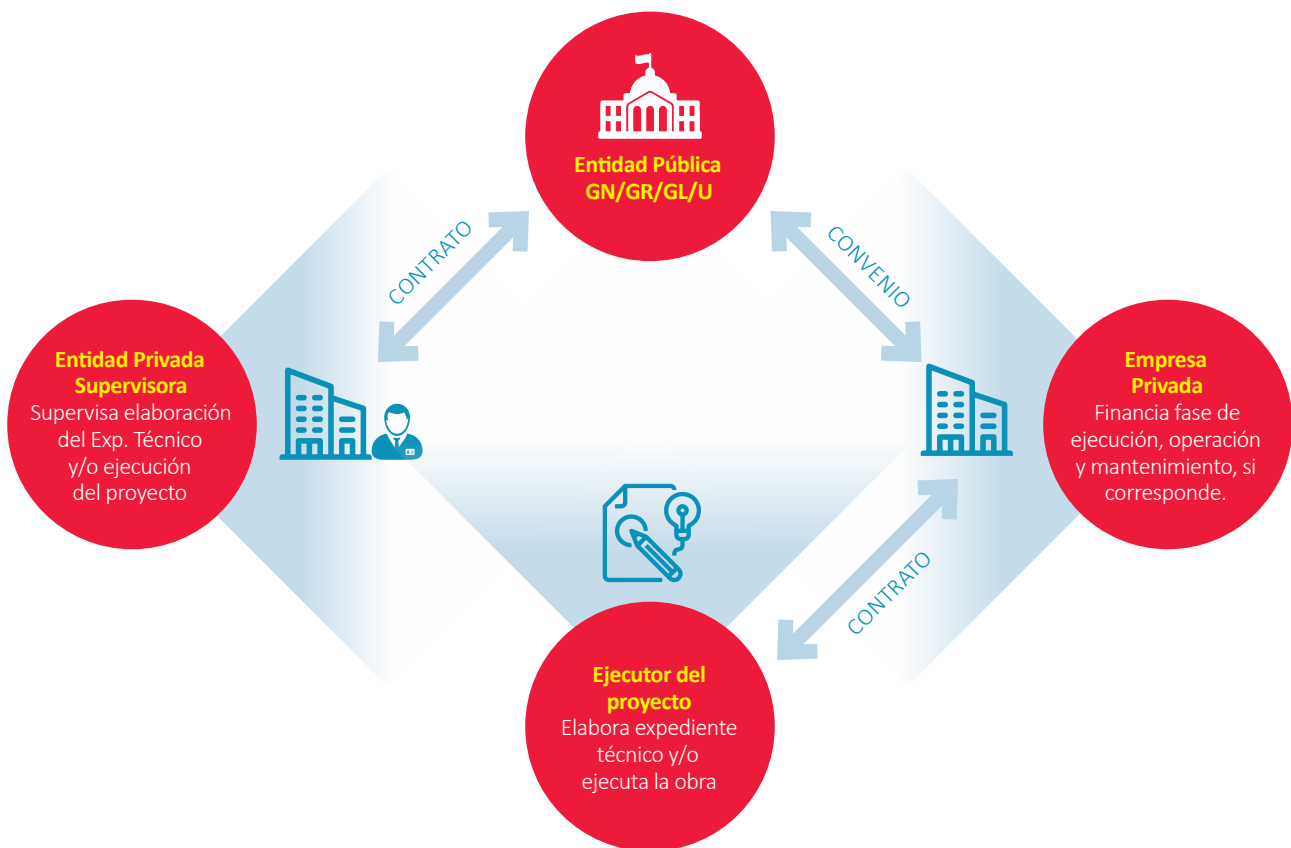 Entidad Pública
GN/GR/GL/U
CONTRATO
CONVENIO
Entidad Privada
Supervisora
Supervisa elaboración
del Exp. Técnico
y/o ejecución
del proyecto
Empresa
Privada
Financia fase de
ejecución, operación
y mantenimiento, si
corresponde.
CONTRATO
Ejecutor del
proyecto
Elabora expediente
técnico y/o
ejecuta la obra